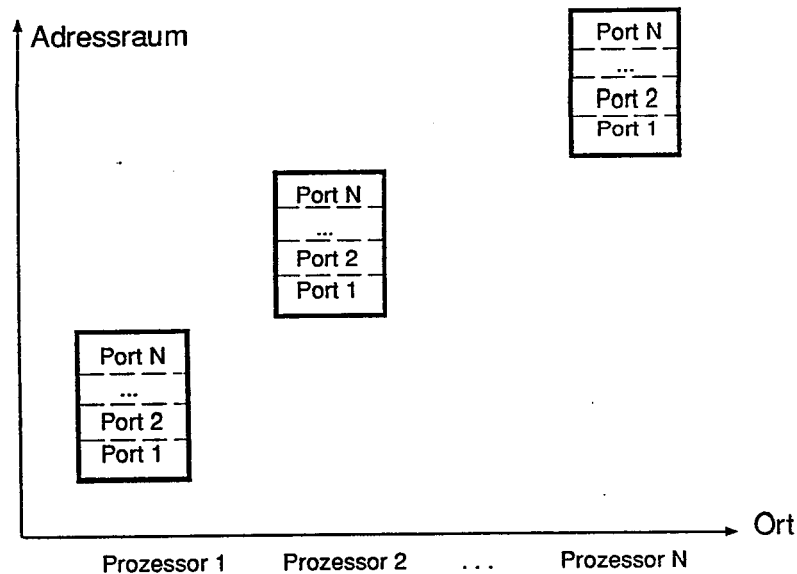 Adressraum
Port N
...
Port 2
Port 1
Port N
...
Port 2
Port 1
Port N
...
Port 2
Port 1
Ort
Prozessor 1 Prozessor 2 ... Prozessor N